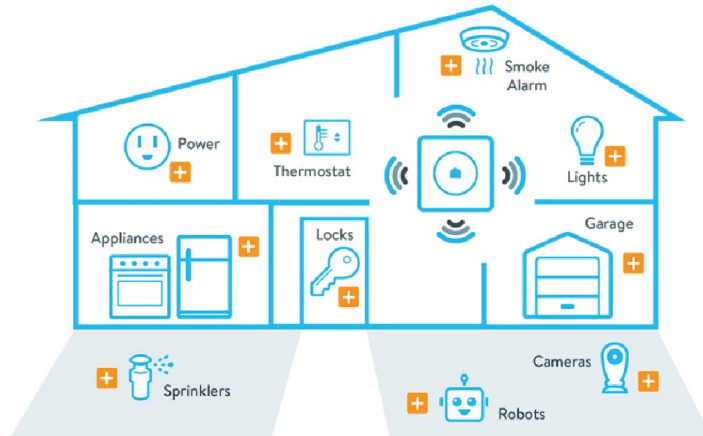 Smoke
Alarm
Power
Thermostat
Lights
Appliances
Locks
Garage
Sprinklers
Cameras
Robots